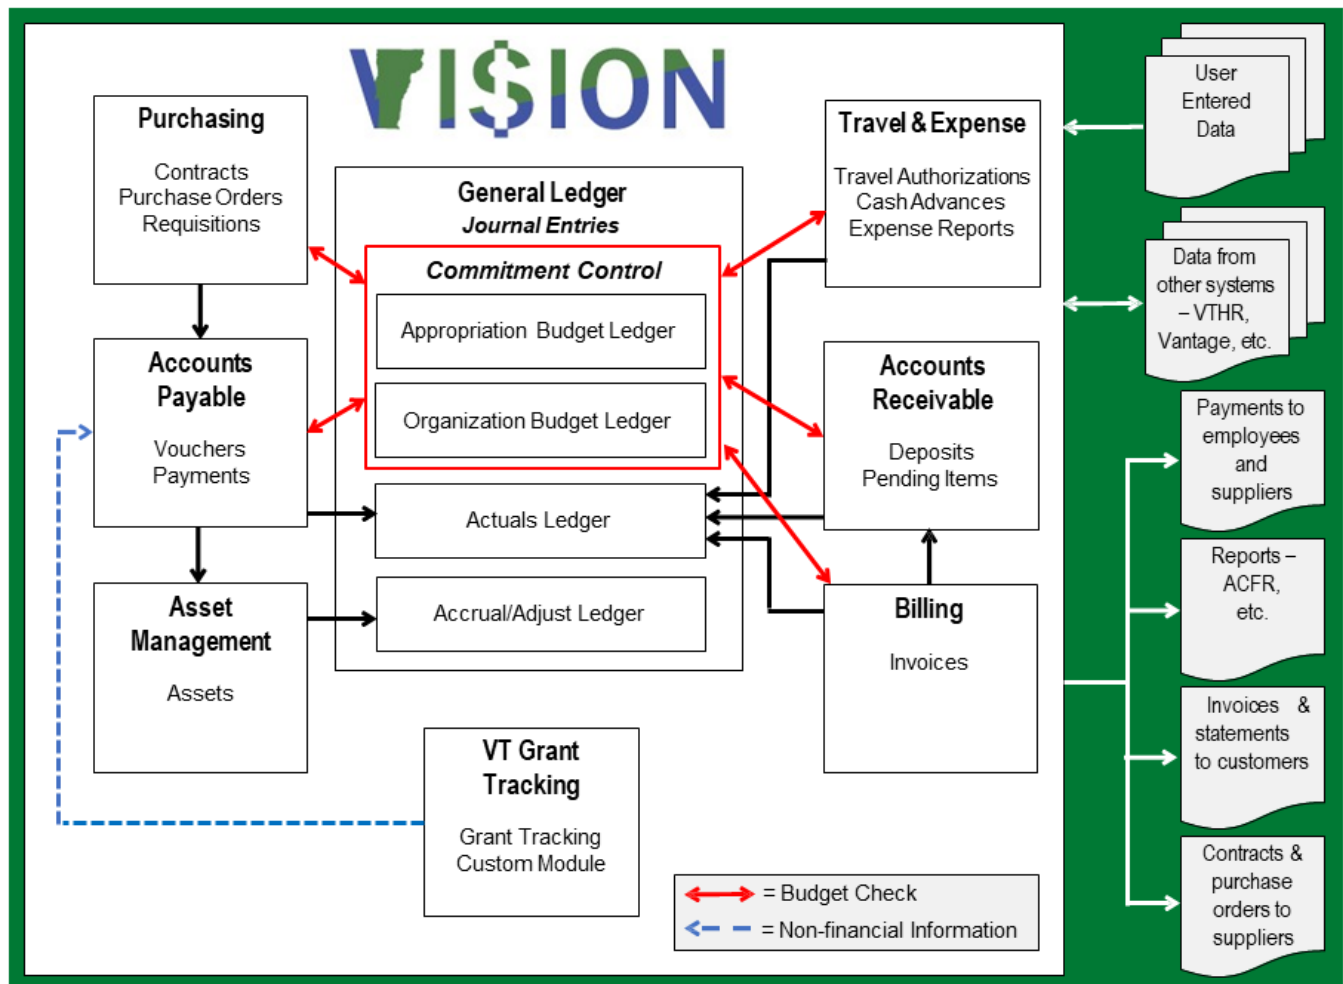 VI$ION
Purchasing
Contracts
Purchase Orders
Requisitions
Accounts
Payable
Vouchers
Payments
Asset
Management
Assets
General Ledger
Journal Entries
Commitment Control
Appropriation Budget Ledger
Organization Budget Ledger
Actuals Ledger
Accrual/Adjust Ledger
VT Grant
Tracking
Grant Tracking
Custom Module
Travel & Expense
Travel Authorizations
Cash Advances
Expense Reports
Accounts
Receivable
Deposits
Pending Items
Billing
Invoices
= Budget Check
= Non-financial Information
User
Entered
Data
Data from
other systems
– VTHR,
Vantage, etc.
Payments to
employees
and
suppliers
Reports –
ACFR,
etc.
Invoices &
statements
to customers
Contracts &
purchase
orders to
suppliers